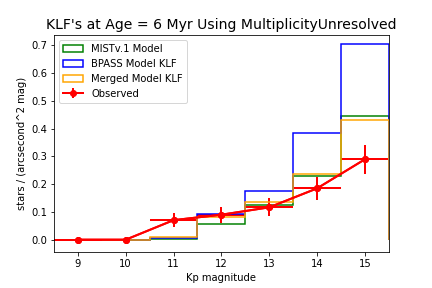 KLF's at Age = 6 Myr Using MultiplicityUnresolved
MISTv.1 Model
BPASS Model KLF
Merged Model KLF
Observed
stars / (arcsecond^2 mag)
0.7
0.6
0.5
0.4
0.3
0.2
0.1
0.0
9 10 11 12 13 14 15
Kp magnitude